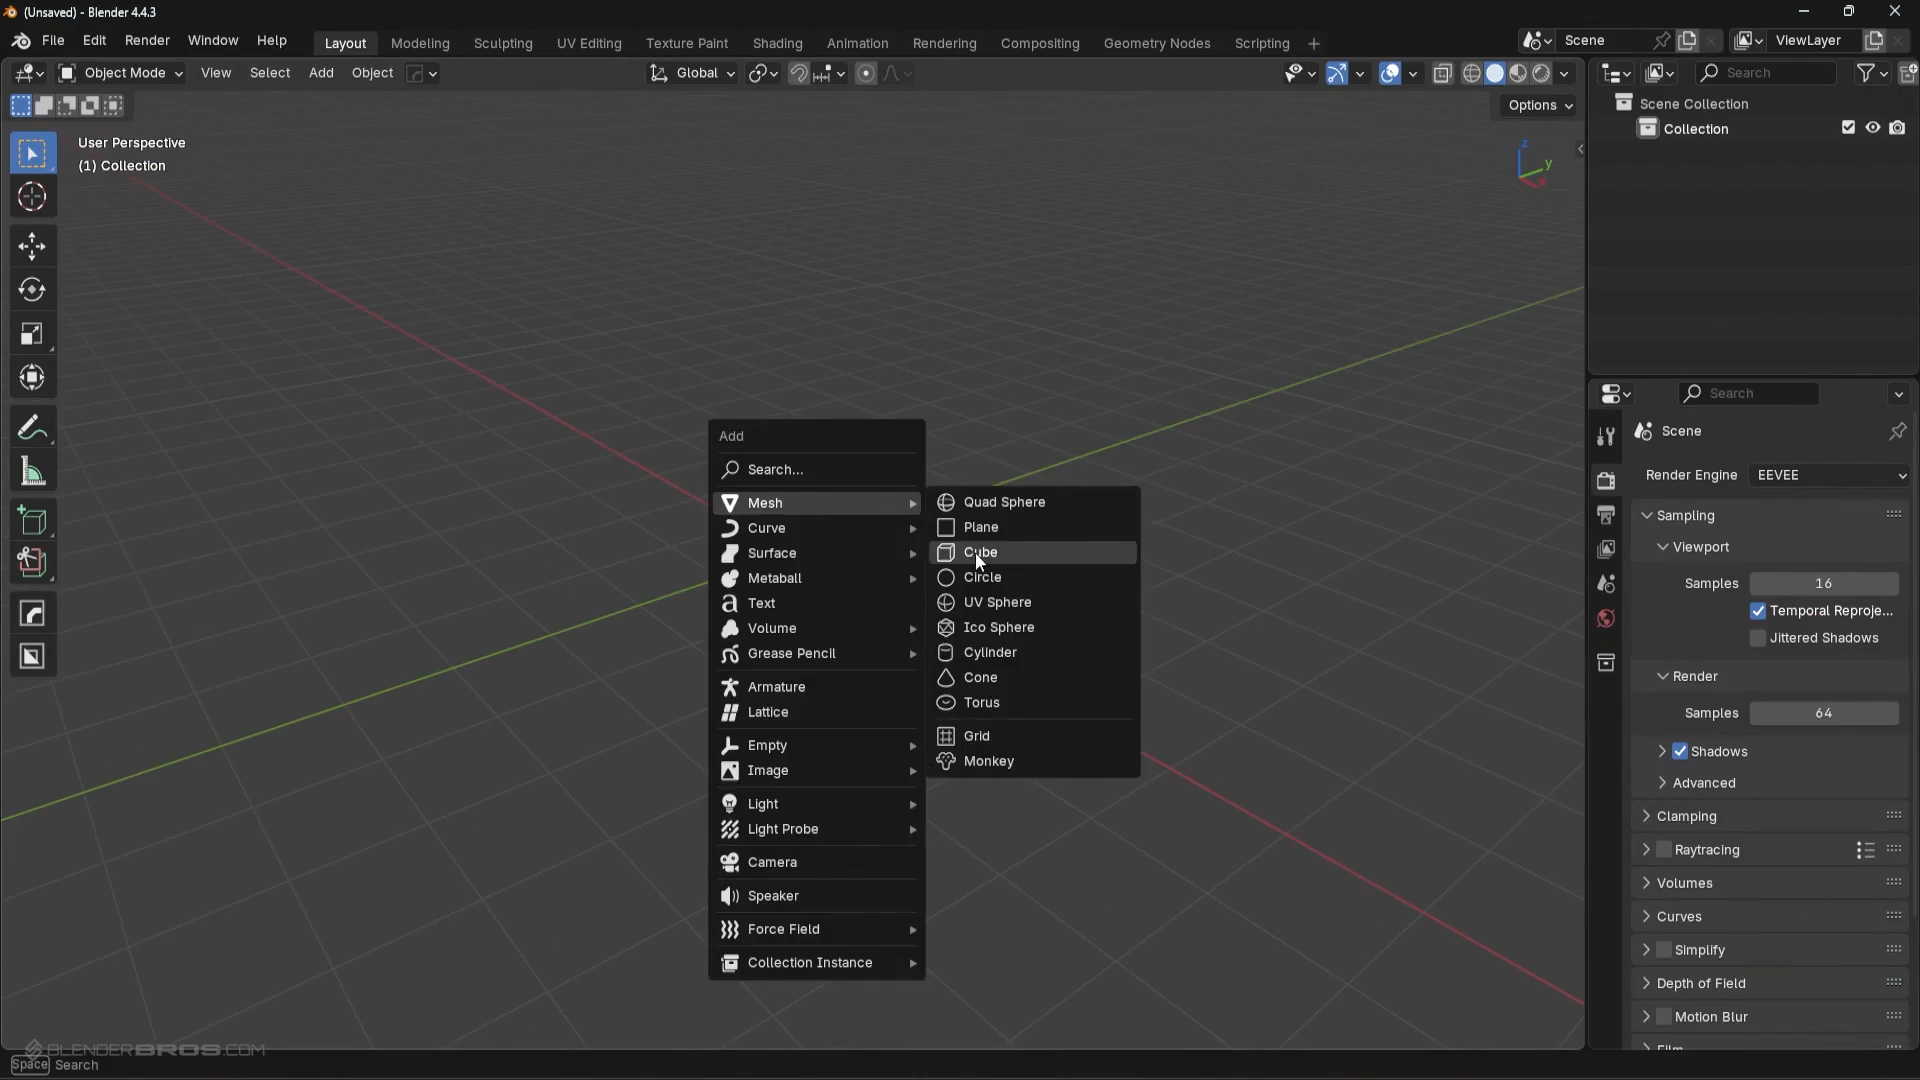 (Unsaved) - Blender 4.4.3
File Edit Render Window Help Layout Modeling Sculpting UV Editing Texture Paint Shading Animation Rendering Compositing Geometry Nodes Scripting + Scene ViewLayer
Object Mode View Select Add Object Global Search
Options
User Perspective
(1) Collection
z
y
x
Scene Collection
Collection
Add
Search...
Mesh
Curve
Surface
Metaball
Text
Volume
Grease Pencil
Armature
Lattice
Empty
Image
Light
Light Probe
Camera
Speaker
Force Field
Collection Instance
Quad Sphere
Plane
Cube
Circle
UV Sphere
Ico Sphere
Cylinder
Cone
Torus
Grid
Monkey
Search
Scene
Render Engine EEVEE
Sampling
Viewport
Samples 16
Temporal Reproje...
Jittered Shadows
Render
Samples 64
Shadows
Advanced
Clamping
Raytracing
Volumes
Curves
Simplify
Depth of Field
Motion Blur
Film
BLENDERBROS.COM
Space Search